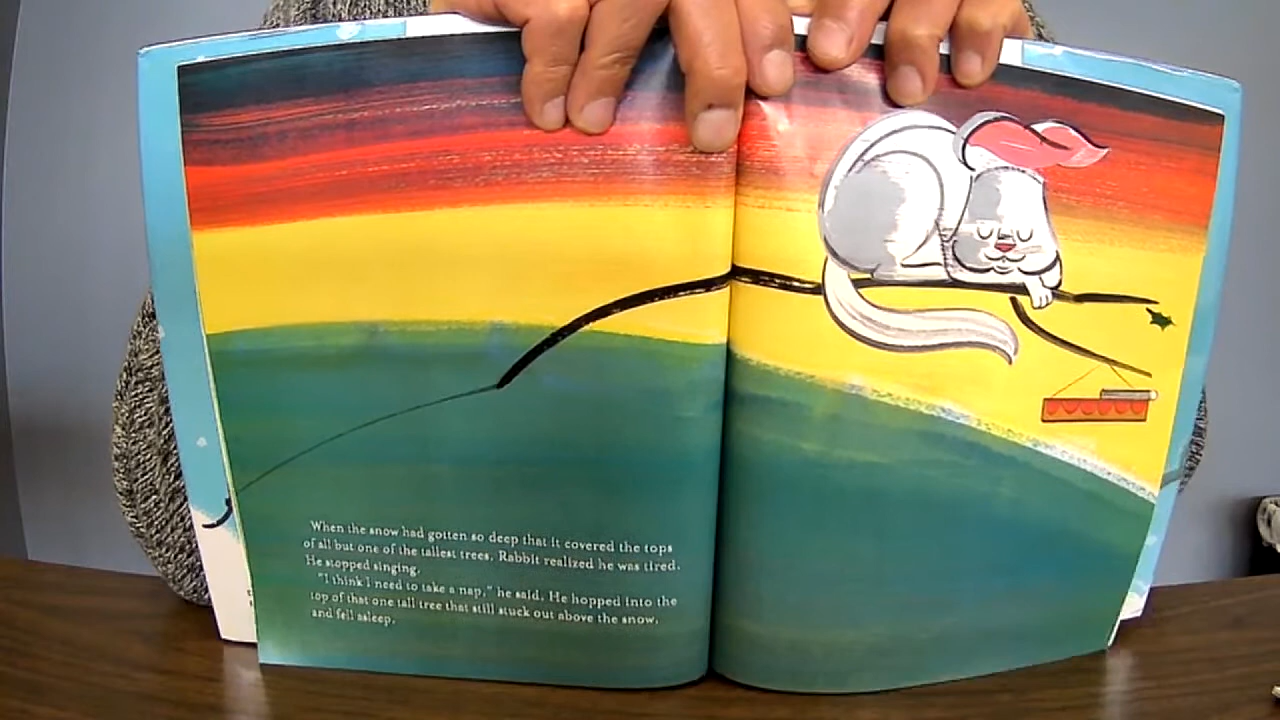 When the snow had gotten so deep that it covered the tops
of all but one of the tallest trees, Rabbit realized he was tired.
He stopped singing.
"I think I need to take a nap," he said. He hopped into the
top of that one tall tree that still stuck out above the snow,
and fell asleep.